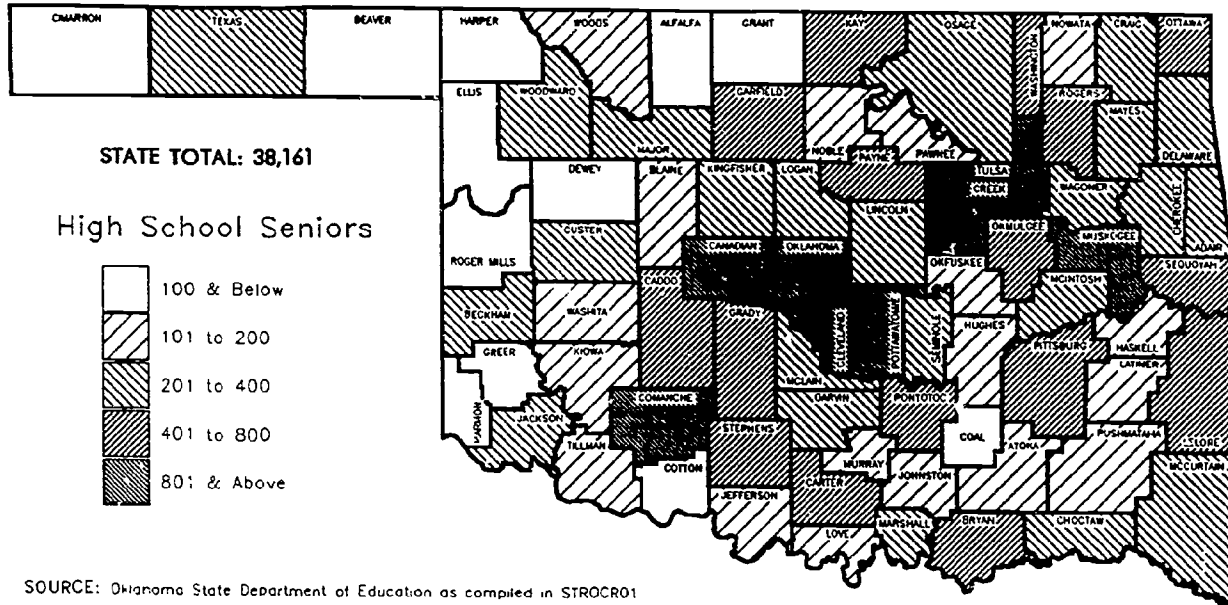 CIMARRON TEXAS BEAVER HARPER WOODS ALFALFA GRANT KAY OSAGE WASHINGTON NOWATA CRAIG OTTAWA
ELLIS WOODWARD GARFIELD ROGERS MAYES
STATE TOTAL: 38,161
MAJOR NOBLE PAYNE PAWNEE DELAWARE
DEWEY BLAINE KINGFISHER LOGAN TULSA CREEK WAGONER CHEROKEE
High School Seniors
LINCOLN
CUSTER CANADIAN OKLAHOMA OKMULGEE MUSKOGEE ADAIR
ROGER MILLS CADDO OKFUSKEE MCINTOSH SEQUOYAH
100 & Below
BECKHAM WASHITA GRADY CLEVELAND POTTAWATOMIE SEMINOLE HUGHES
101 to 200
GREER KIOWA PITTSBURG HASKELL
MCLAIN LATIMER
201 to 400
HARMON JACKSON COMANCHE GARVIN PONTOTOC
401 to 800
TILLMAN STEPHENS COAL ATOKA PUSHMATAHA LEFLORE
COTTON MURRAY JOHNSTON MCCURTAIN
801 & Above
JEFFERSON CARTER
LOVE MARSHALL BRYAN CHOCTAW
SOURCE: Oklahoma State Department of Education as compiled in STROCR01